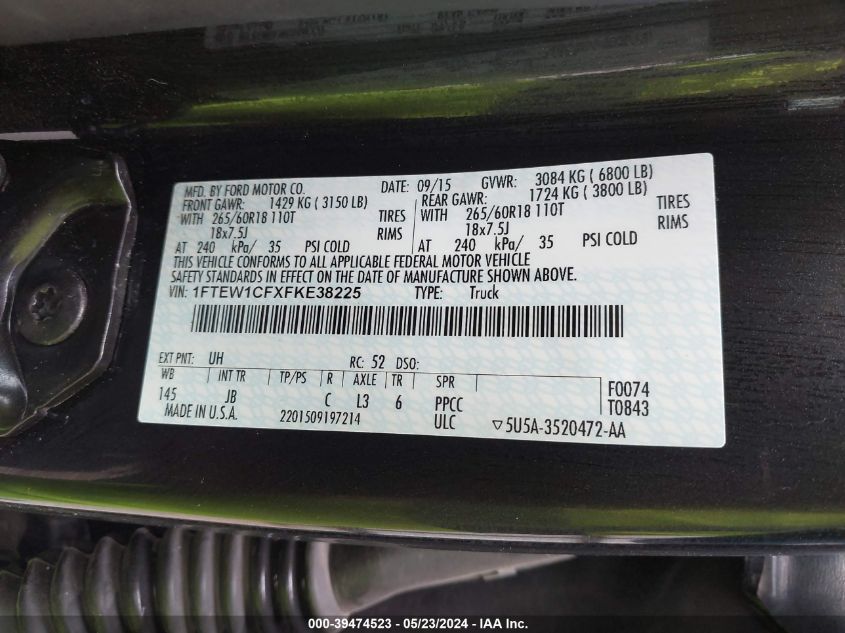 MFD. BY FORD MOTOR CO. DATE: 09/15 GVWR: 3084 KG ( 6800 LB)
FRONT GAWR: 1429 KG ( 3150 LB) REAR GAWR: 1724 KG ( 3800 LB)
WITH 265/60R18 110T TIRES WITH 265/60R18 110T TIRES
18x7.5J RIMS 18x7.5J RIMS
AT 240 kPa/ 35 PSI COLD AT 240 kPa/ 35 PSI COLD
THIS VEHICLE CONFORMS TO ALL APPLICABLE FEDERAL MOTOR VEHICLE
SAFETY STANDARDS IN EFFECT ON THE DATE OF MANUFACTURE SHOWN ABOVE.
VIN: 1FTEW1CFXFKE38225 TYPE: Truck
EXT PNT: UH RC: 52 DSO:
WB INT TR TP/PS R AXLE TR SPR F0074
145 JB C L3 6 PPCC T0843
MADE IN U.S.A. 2201509197214 ULC ▽5U5A-3520472-AA
000-39474523 - 05/23/2024 - IAA Inc.